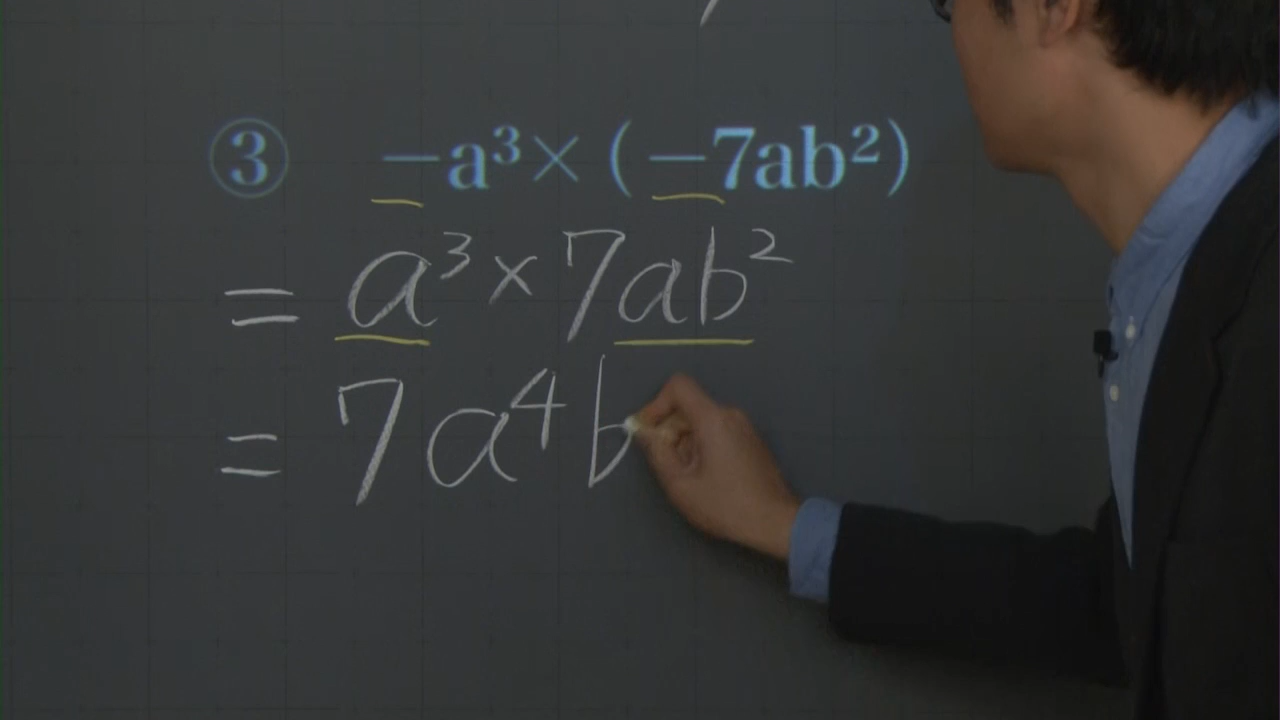 ③ −a³×(−7ab²)
= a³×7ab²
= 7a⁴b